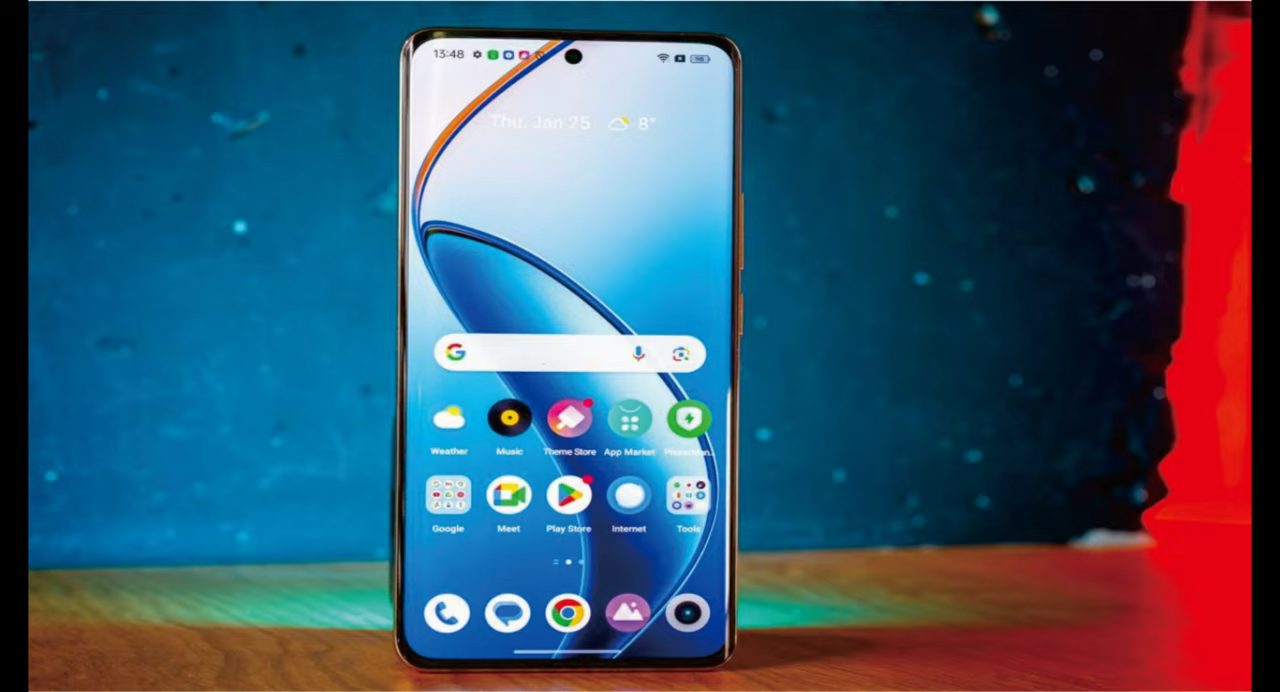 13:48
Thu, Jan 25 8°
G
Weather Music Theme Store App Market
Google Meet Play Store Internet Tools